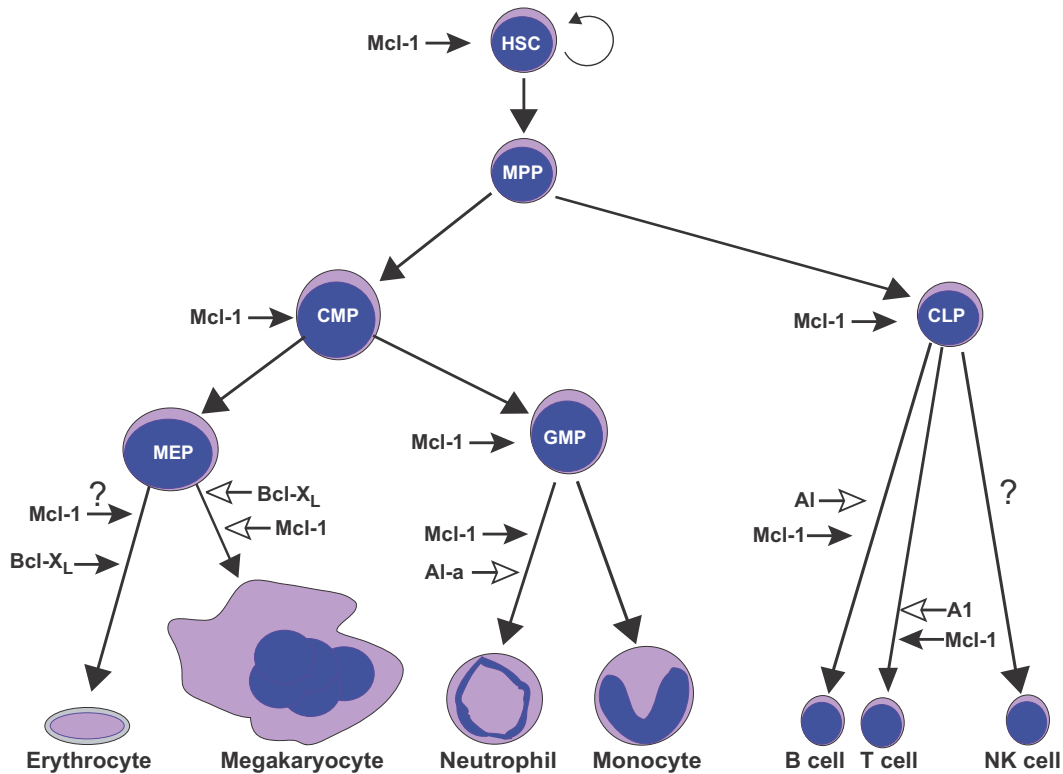 Mcl-1
HSC
MPP
Mcl-1
CMP
Mcl-1
CLP
Mcl-1
GMP
MEP
?
Mcl-1
Bcl-XL
Bcl-XL
Mcl-1
Mcl-1
Al-a
Al
Mcl-1
?
A1
Mcl-1
Erythrocyte
Megakaryocyte
Neutrophil
Monocyte
B cell
T cell
NK cell